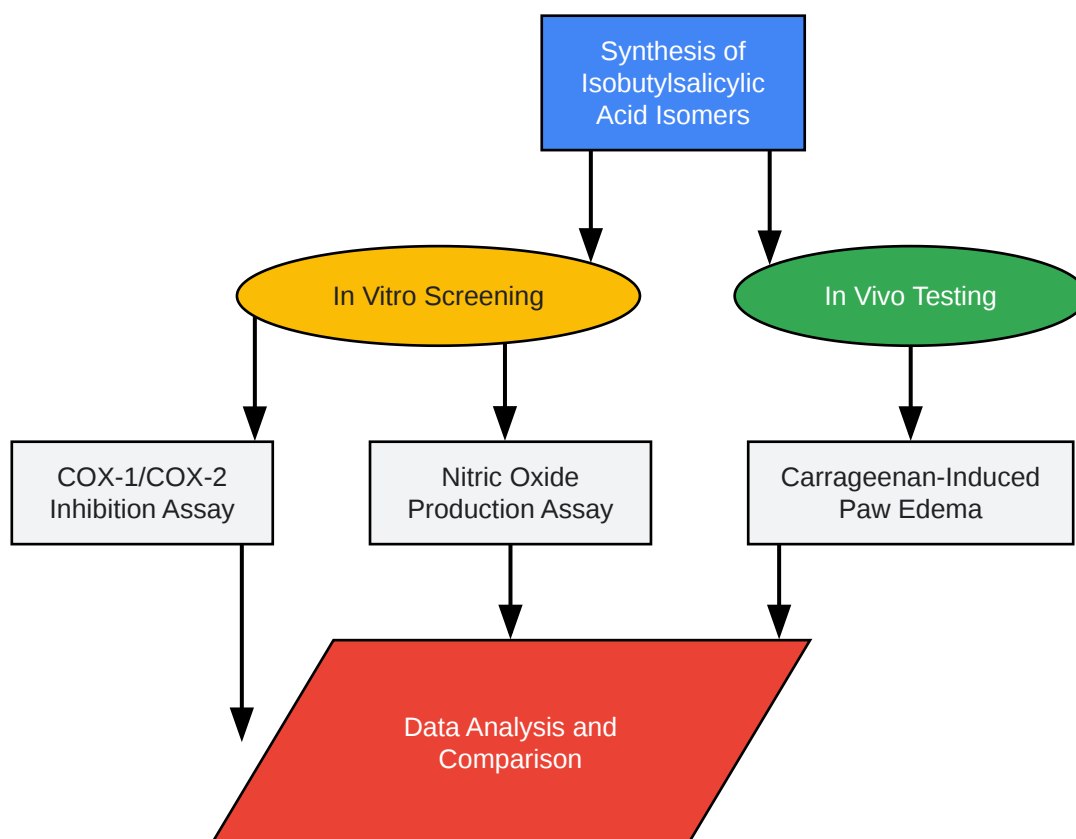 Synthesis of
Isobutylsalicylic
Acid Isomers
In Vitro Screening
In Vivo Testing
COX-1/COX-2
Inhibition Assay
Nitric Oxide
Production Assay
Carrageenan-Induced
Paw Edema
Data Analysis and
Comparison